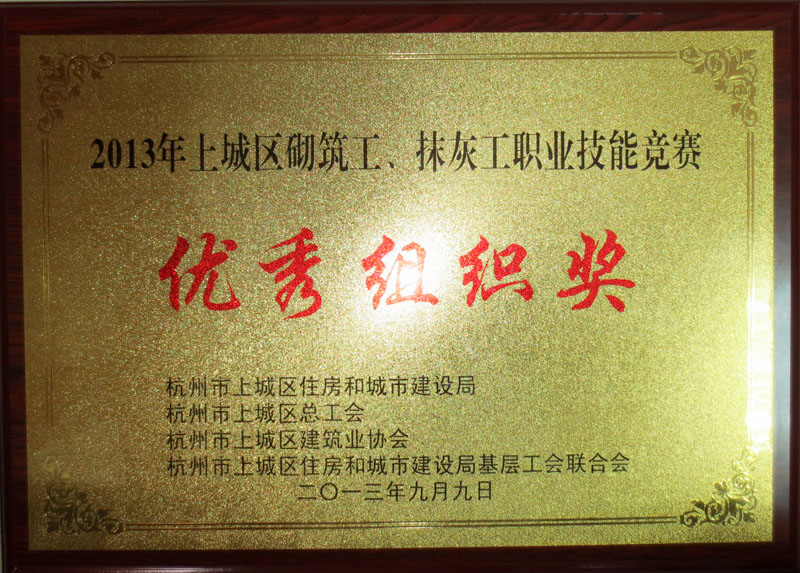 2013年上城区砌筑工、抹灰工职业技能竞赛
优秀组织奖
杭州市上城区住房和城市建设局
杭州市上城区总工会
杭州市上城区建筑业协会
杭州市上城区住房和城市建设局基层工会联合会
二〇一三年九月九日